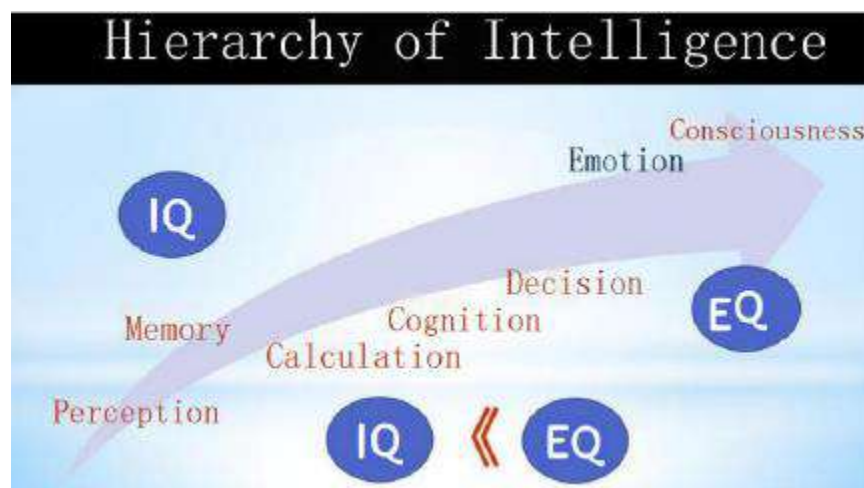 Hierarchy of Intelligence
Consciousness
Emotion
IQ
Decision
EQ
Cognition
Memory
Calculation
Perception
IQ 《 EQ